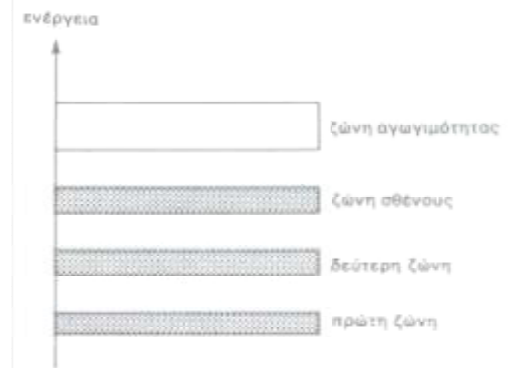 ενέργεια
ζώνη αγωγιμότητας
ζώνη σθένους
δεύτερη ζώνη
πρώτη ζώνη